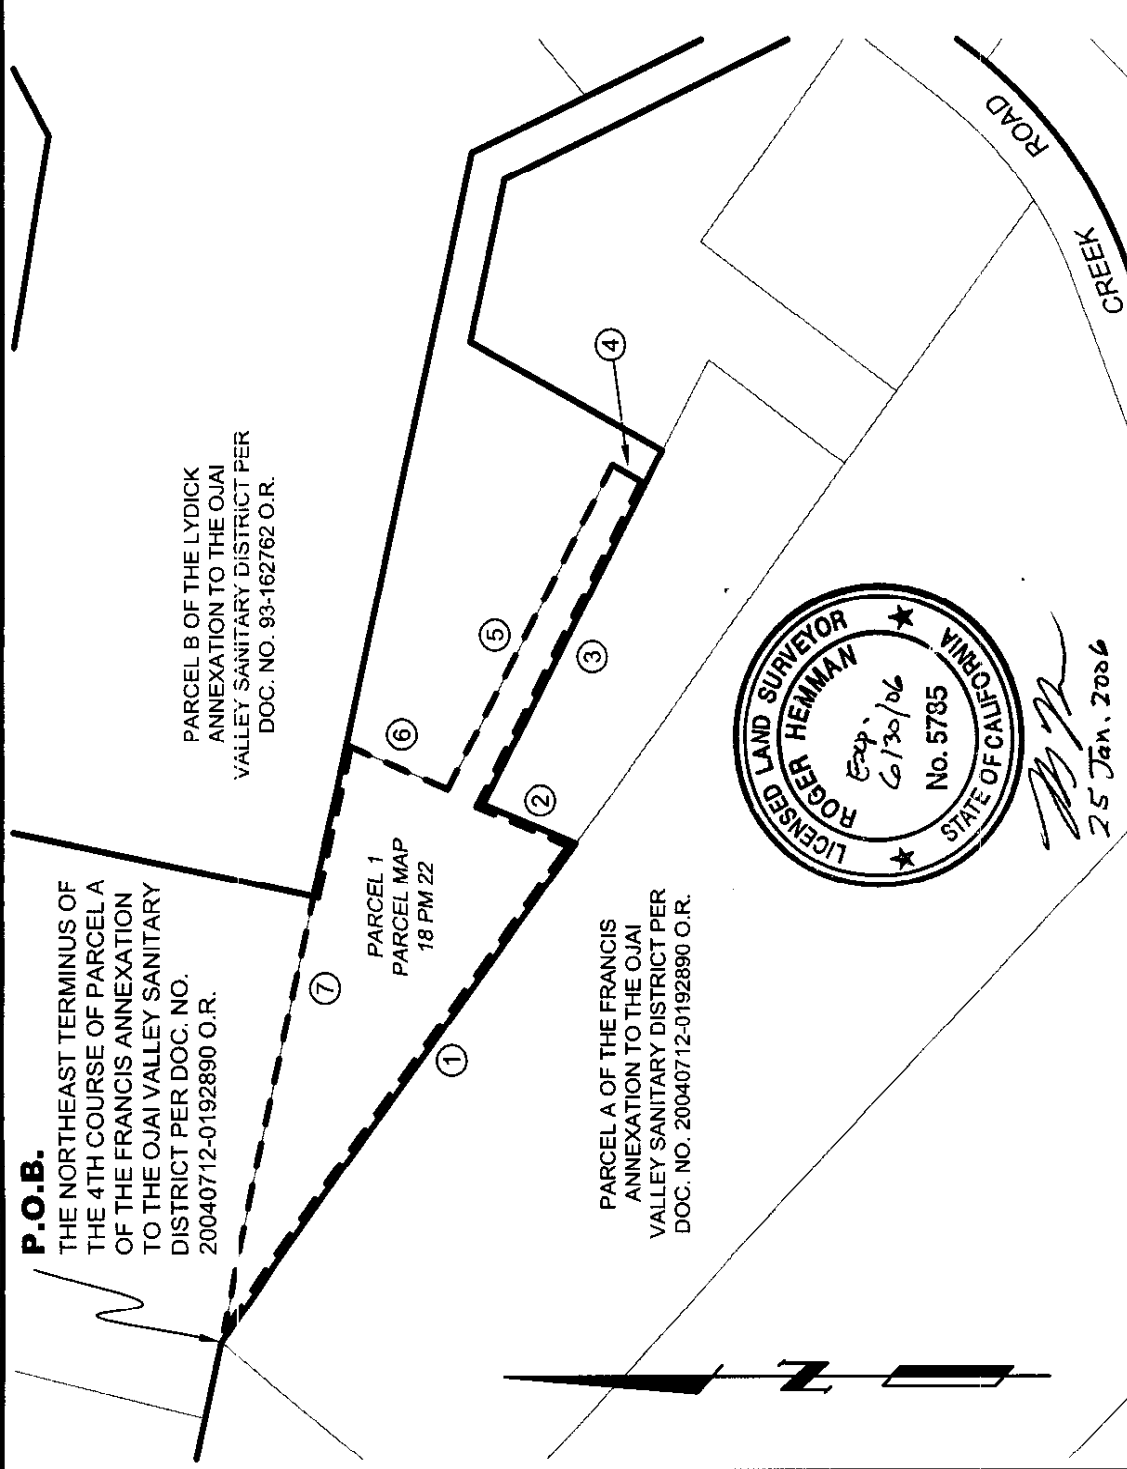 P.O.B.
THE NORTHEAST TERMINUS OF
THE 4TH COURSE OF PARCEL A
OF THE FRANCIS ANNEXATION
TO THE OJAI VALLEY SANITARY
DISTRICT PER DOC. NO.
20040712-0192890 O.R.
PARCEL B OF THE LYDICK
ANNEXATION TO THE OJAI
VALLEY SANITARY DISTRICT PER
DOC. NO. 93-162762 O.R.
PARCEL 1
PARCEL MAP
18 PM 22
7
6
5
4
3
2
1
PARCEL A OF THE FRANCIS
ANNEXATION TO THE OJAI
VALLEY SANITARY DISTRICT PER
DOC. NO. 20040712-0192890 O.R.
CREEK ROAD
LICENSED LAND SURVEYOR
ROGER HEMMAN
Exp.
6/30/06
No. 5785
STATE OF CALIFORNIA
25 Jan. 2006
N